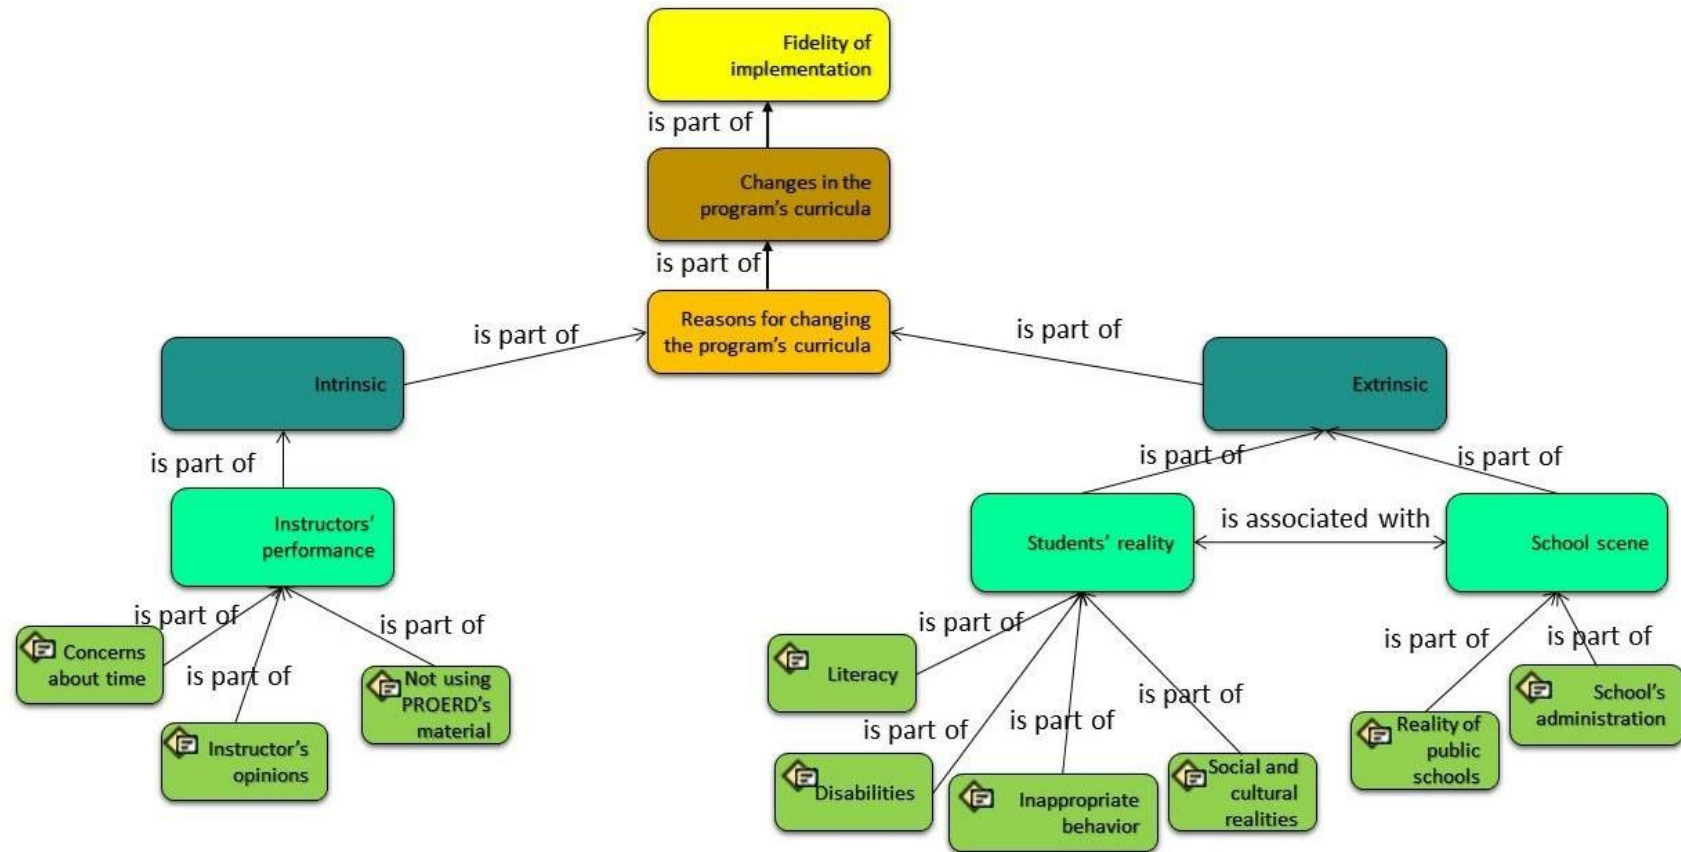 Fidelity of
implementation
is part of
Changes in the
program's curricula
is part of
Reasons for changing
the program's curricula
is part of
is part of
Intrinsic
Extrinsic
is part of
is part of
is part of
Instructors'
performance
Students' reality
is associated with
School scene
is part of
is part of
is part of
Concerns
about time
Instructor's
opinions
Not using
PROERD's
material
is part of
is part of
is part of
is part of
Literacy
Disabilities
Inappropriate
behavior
Social and
cultural
realities
is part of
is part of
Reality of
public
schools
School's
administration